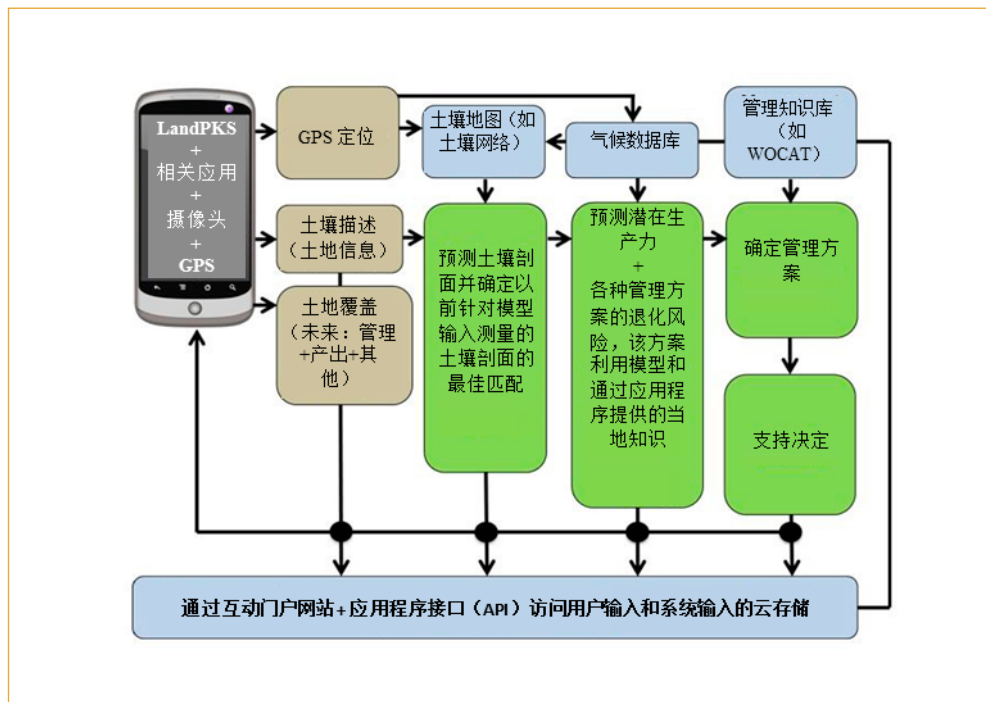 LandPKS
+
相关应用
+
摄像头
+
GPS
GPS 定位
土壤地图（如
土壤网络）
气候数据库
管理知识库
（如
WOCAT）
土壤描述
（土地信息）
土地覆盖
（未来：管理
+产出+其
他）
预测土壤剖
面并确定以
前针对模型
输入测量的
土壤剖面的
最佳匹配
预测潜在生
产力
+
各种管理方
案的退化风
险，该方案
利用模型和
通过应用程
序提供的当
地知识
确定管理方
案
支持决定
通过互动门户网站+应用程序接口（API）访问用户输入和系统输入的云存储